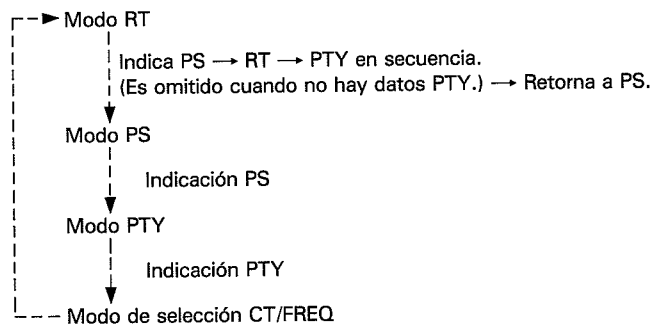 Modo RT
Indica PS → RT → PTY en secuencia.
(Es omitido cuando no hay datos PTY.) → Retorna a PS.
Modo PS
Indicación PS
Modo PTY
Indicación PTY
Modo de selección CT/FREQ